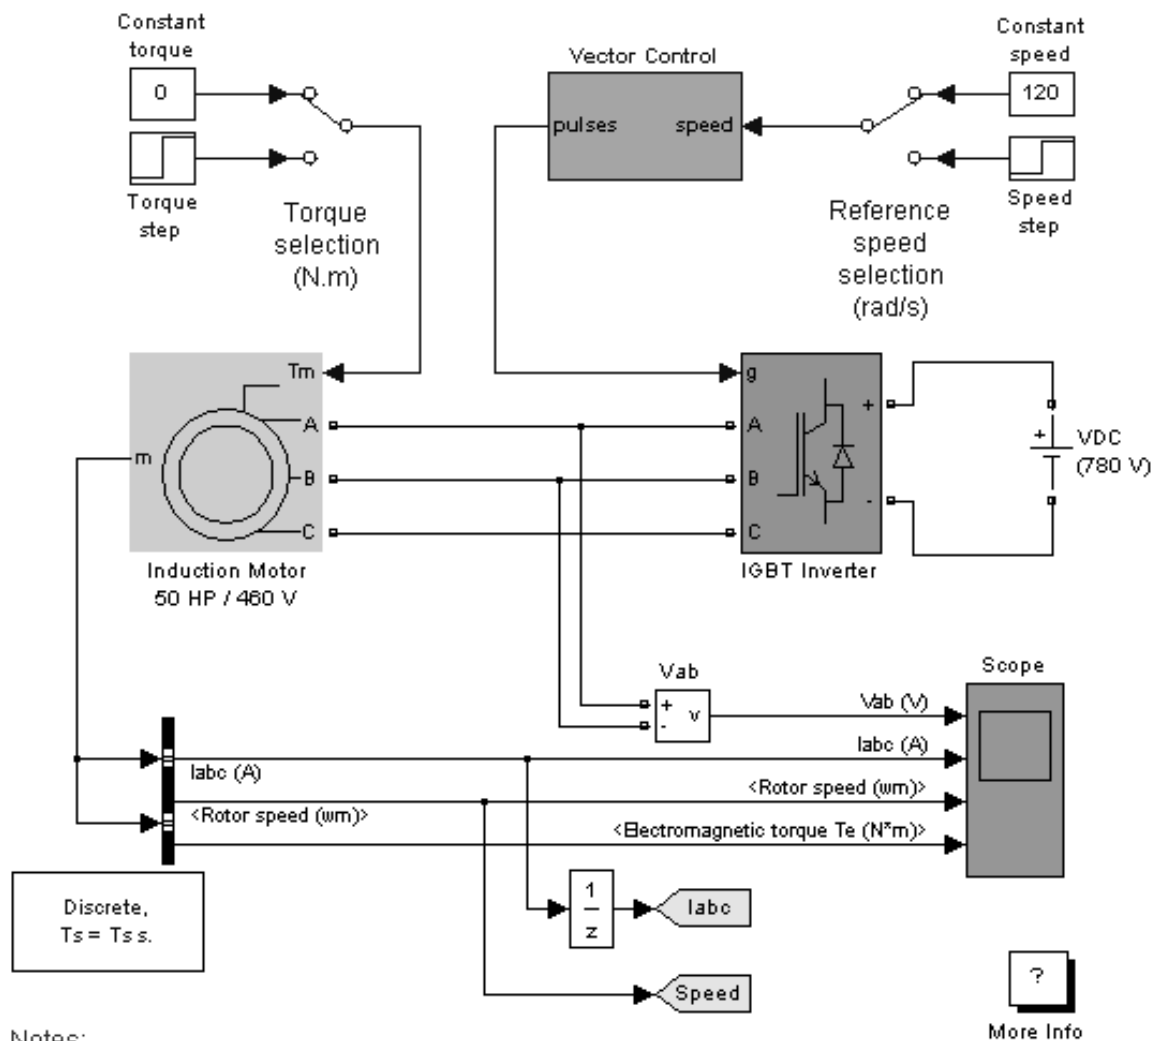 Constant
torque
0
Torque
step
Torque
selection
(N.m)
Vector Control
pulses
speed
Constant
speed
120
Speed
step
Reference
speed
selection
(rad/s)
Tm
A
B
C
m
Induction Motor
50 HP / 460 V
g
A
B
C
+
-
IGBT Inverter
+
VDC
(780 V)
Vab
+
-
v
Scope
Vab (V)
Iabc (A)
<Rotor speed (wm)>
<Electromagnetic torque Te (N*m)>
Iabc (A)
<Rotor speed (wm)>
Discrete,
Ts = Ts s.
1
z
Iabc
Speed
?
More Info
Notes: